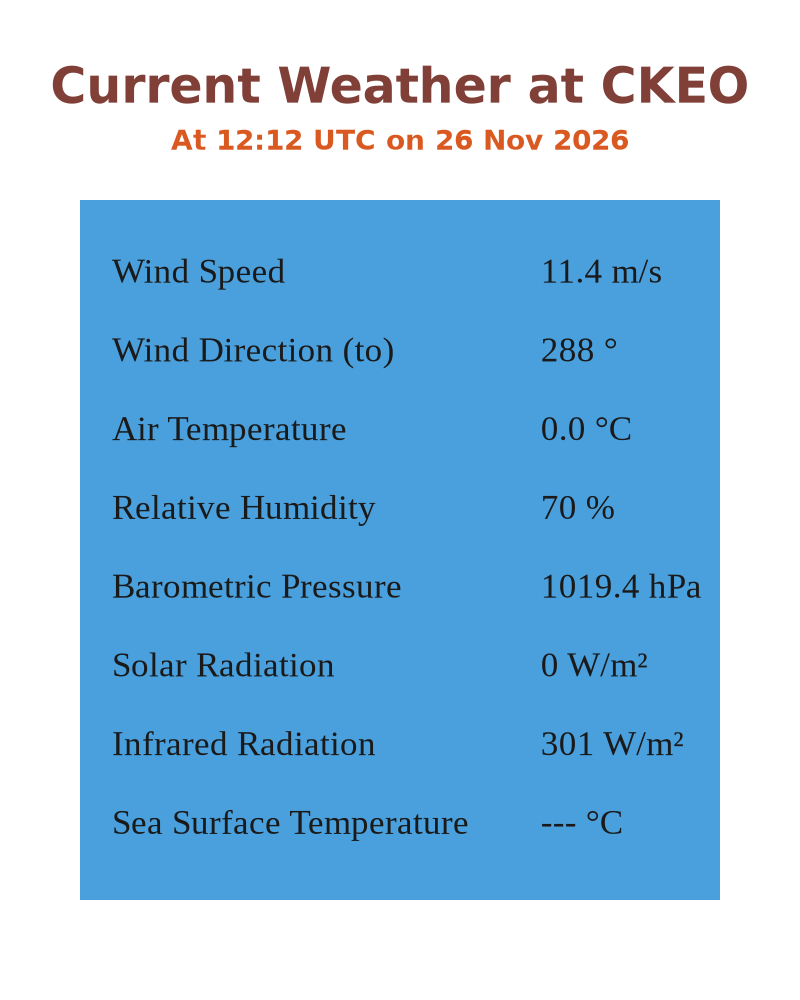 Current Weather at CKEO
At 12:12 UTC on 26 Nov 2026
Wind Speed 11.4 m/s
Wind Direction (to) 288 °
Air Temperature 0.0 °C
Relative Humidity 70 %
Barometric Pressure 1019.4 hPa
Solar Radiation 0 W/m²
Infrared Radiation 301 W/m²
Sea Surface Temperature --- °C